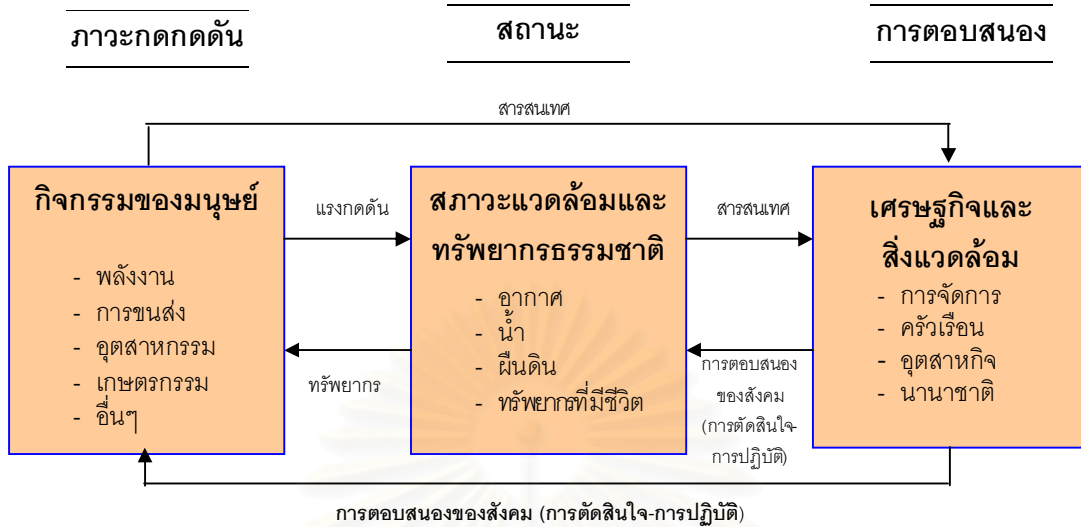 ภาวะกดกดดัน
สถานะ
การตอบสนอง
สารสนเทศ
กิจกรรมของมนุษย์
- พลังงาน
- การขนส่ง
- อุตสาหกรรม
- เกษตรกรรม
- อื่นๆ
แรงกดดัน
ทรัพยากร
สภาวะแวดล้อมและ
ทรัพยากรธรรมชาติ
- อากาศ
- น้ำ
- ผืนดิน
- ทรัพยากรที่มีชีวิต
สารสนเทศ
การตอบสนอง
ของสังคม
(การตัดสินใจ-
การปฏิบัติ)
เศรษฐกิจและ
สิ่งแวดล้อม
- การจัดการ
- ครัวเรือน
- อุตสาหกิจ
- นานาชาติ
การตอบสนองของสังคม (การตัดสินใจ-การปฏิบัติ)